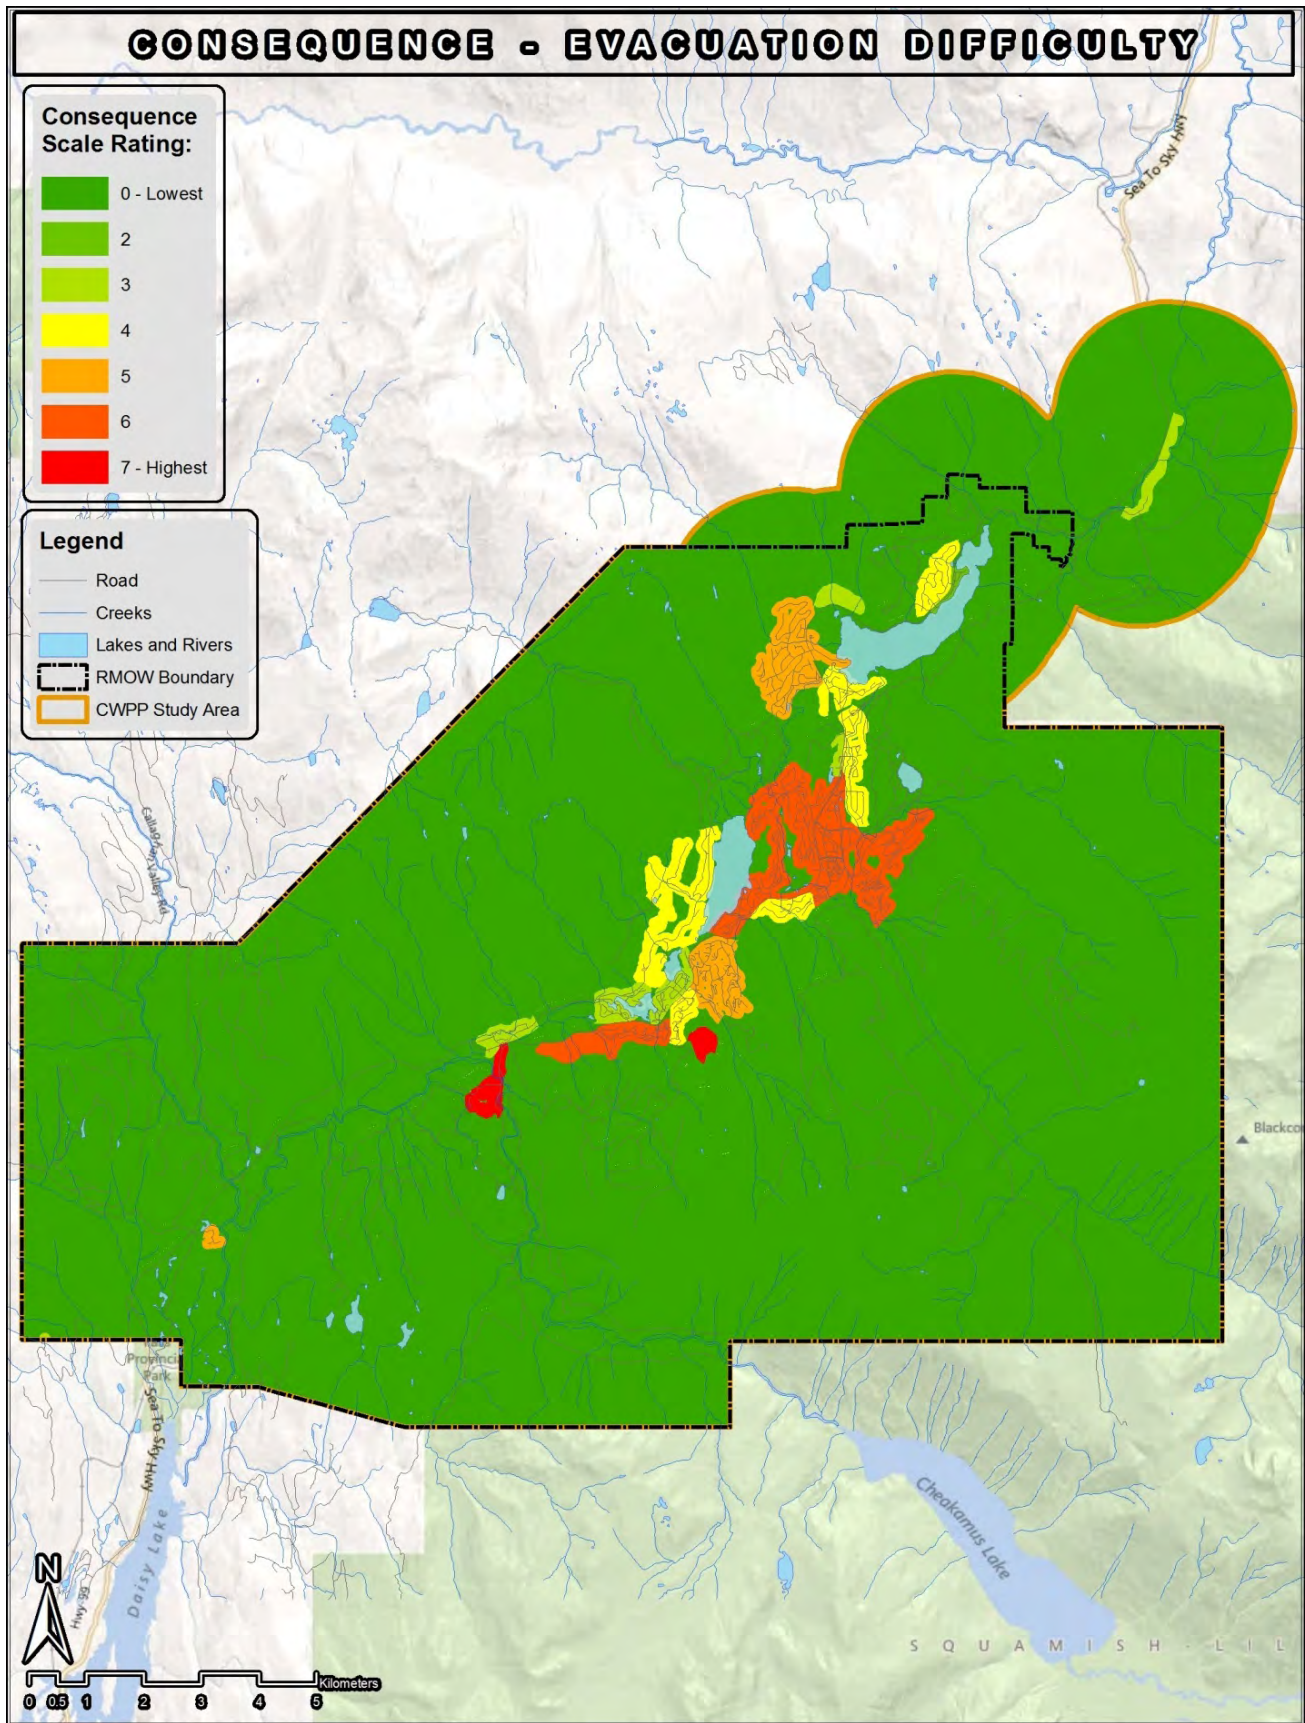 CONSEQUENCE - EVACUATION DIFFICULTY
Consequence
Scale Rating:
0 - Lowest
2
3
4
5
6
7 - Highest
Legend
Road
Creeks
Lakes and Rivers
RMOW Boundary
CWPP Study Area
Sea To Sky Hwy
Callaghan Valley Rd
Blackco
Provinci
Park
Sea To Sky Hwy
Daisy Lake
Hwy 99
Cheakamus Lake
SQUAMISH-LIL
N
0 0.5 1 2 3 4 5
Kilometers